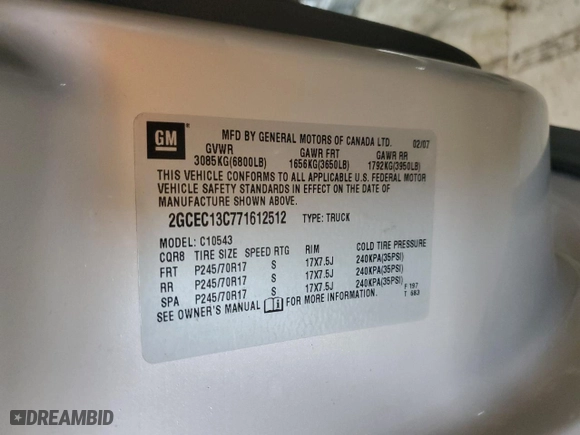 GM
MFD BY GENERAL MOTORS OF CANADA LTD. 02/07
GVWR GAWR FRT GAWR RR
3085KG(6800LB) 1656KG(3650LB) 1792KG(3950LB)
THIS VEHICLE CONFORMS TO ALL APPLICABLE U.S. FEDERAL MOTOR
VEHICLE SAFETY STANDARDS IN EFFECT ON THE DATE OF
MANUFACTURE SHOWN ABOVE.
2GCEC13C771612512 TYPE: TRUCK
MODEL: C10543
CQR8 TIRE SIZE SPEED RTG RIM COLD TIRE PRESSURE
FRT P245/70R17 S 17X7.5J 240KPA(35PSI)
RR P245/70R17 S 17X7.5J 240KPA(35PSI)
SPA P245/70R17 S 17X7.5J 240KPA(35PSI)
SEE OWNER'S MANUAL FOR MORE INFORMATION.
F 197
T 683
DREAMBID